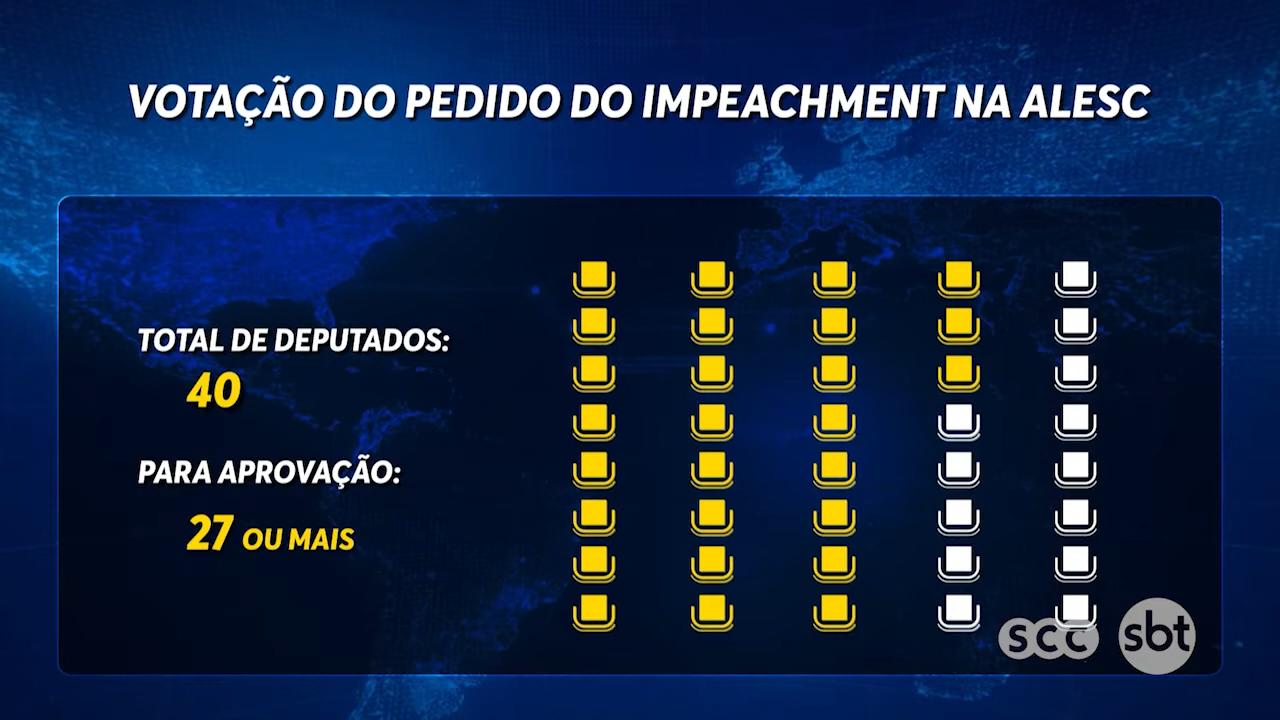 VOTAÇÃO DO PEDIDO DO IMPEACHMENT NA ALESC
TOTAL DE DEPUTADOS:
40
PARA APROVAÇÃO:
27 OU MAIS
scc sbt